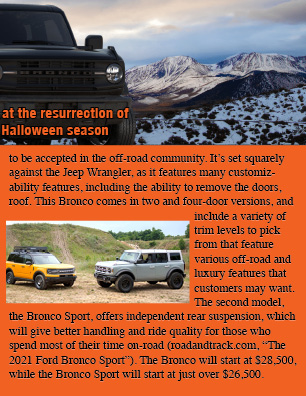 at the resurrection of
Halloween season
to be accepted in the off-road community. It’s set squarely
against the Jeep Wrangler, as it features many customiz-
ability features, including the ability to remove the doors,
roof. This Bronco comes in two and four-door versions, and
include a variety of
trim levels to pick
from that feature
various off-road and
luxury features that
customers may want.
The second model,
the Bronco Sport, offers independent rear suspension, which
will give better handling and ride quality for those who
spend most of their time on-road (roadandtrack.com, “The
2021 Ford Bronco Sport”). The Bronco will start at $28,500,
while the Bronco Sport will start at just over $26,500.